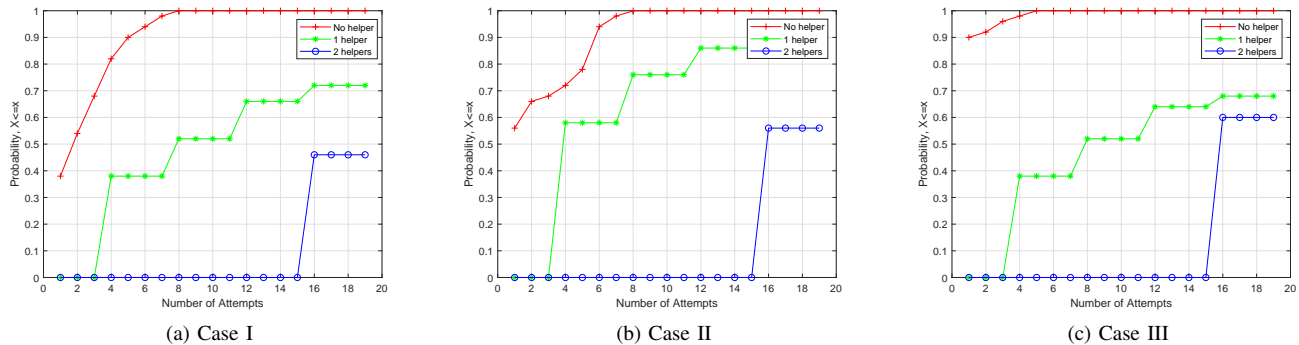 1
0.9
0.8
0.7
0.6
0.5
0.4
0.3
0.2
0.1
0
Probability, X<=x
0 2 4 6 8 10 12 14 16 18 20
Number of Attempts
No helper
1 helper
2 helpers
(a) Case I
1
0.9
0.8
0.7
0.6
0.5
0.4
0.3
0.2
0.1
0
Probability, X<=x
0 2 4 6 8 10 12 14 16 18 20
Number of Attempts
No helper
1 helper
2 helpers
(b) Case II
1
0.9
0.8
0.7
0.6
0.5
0.4
0.3
0.2
0.1
0
Probability, X<=x
0 2 4 6 8 10 12 14 16 18 20
Number of Attempts
No helper
1 helper
2 helpers
(c) Case III